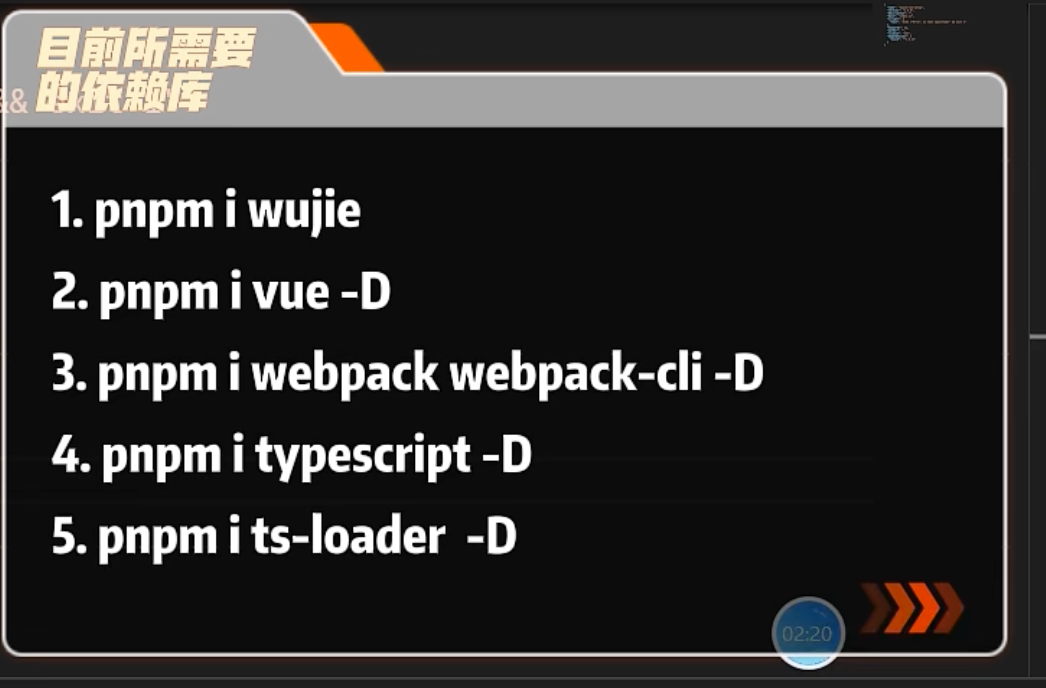 目前所需要
的依赖库
1. pnpm i wujie
2. pnpm i vue -D
3. pnpm i webpack webpack-cli -D
4. pnpm i typescript -D
5. pnpm i ts-loader -D
02:20